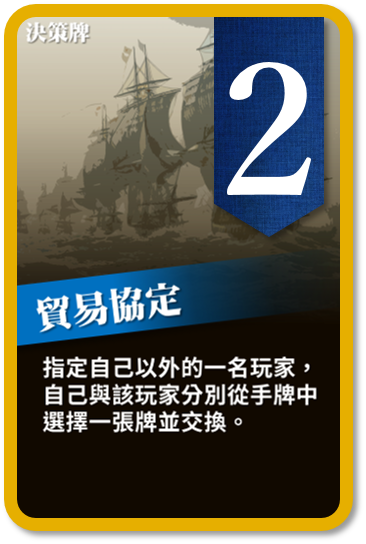 決策牌
2
貿易協定
指定自己以外的一名玩家，
自己與該玩家分別從手牌中
選擇一張牌並交換。